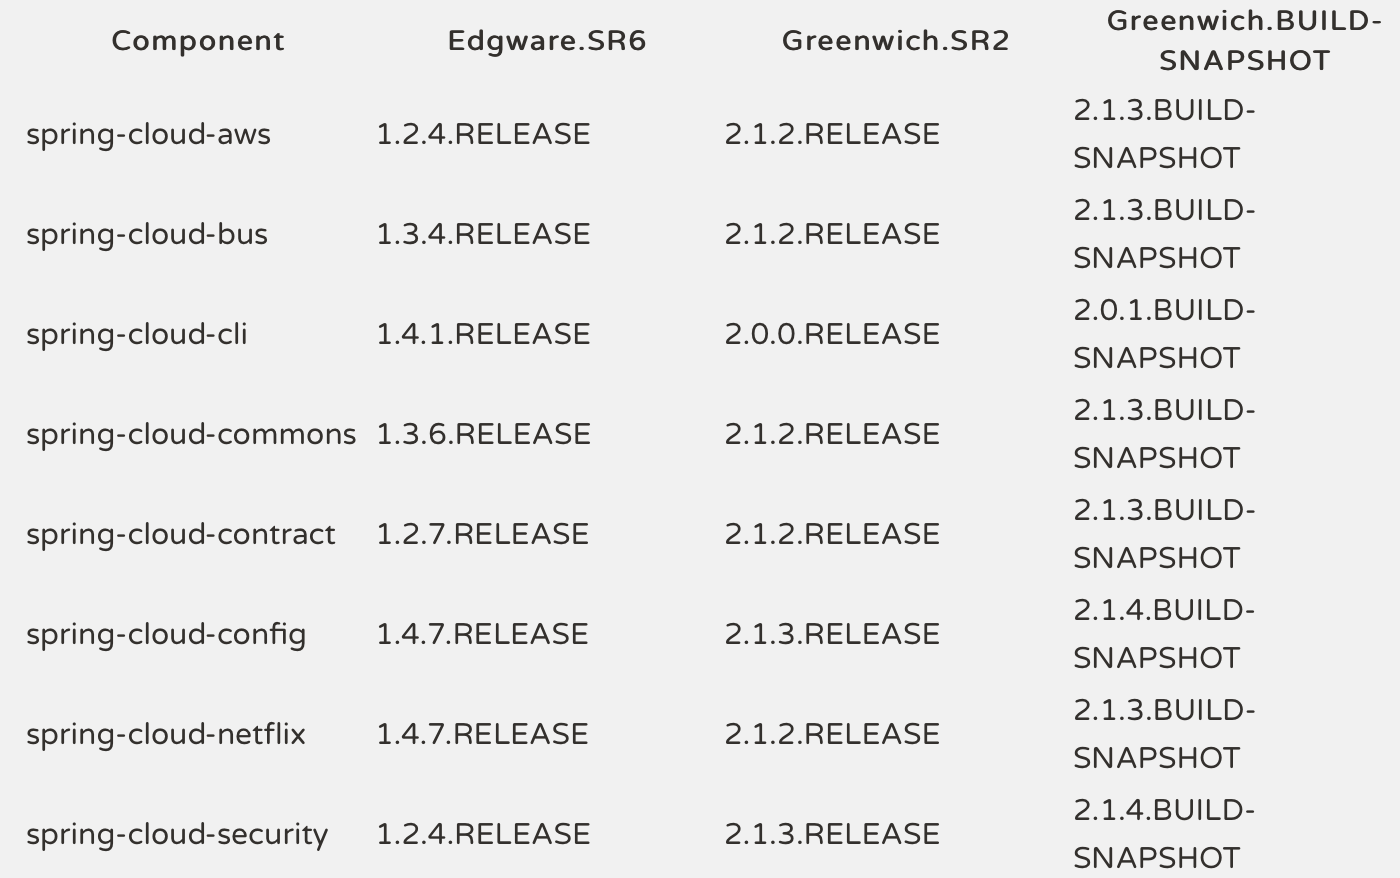 Component Edgware.SR6 Greenwich.SR2 Greenwich.BUILD-
SNAPSHOT
spring-cloud-aws 1.2.4.RELEASE 2.1.2.RELEASE 2.1.3.BUILD-
SNAPSHOT
spring-cloud-bus 1.3.4.RELEASE 2.1.2.RELEASE 2.1.3.BUILD-
SNAPSHOT
spring-cloud-cli 1.4.1.RELEASE 2.0.0.RELEASE 2.0.1.BUILD-
SNAPSHOT
spring-cloud-commons 1.3.6.RELEASE 2.1.2.RELEASE 2.1.3.BUILD-
SNAPSHOT
spring-cloud-contract 1.2.7.RELEASE 2.1.2.RELEASE 2.1.3.BUILD-
SNAPSHOT
spring-cloud-config 1.4.7.RELEASE 2.1.3.RELEASE 2.1.4.BUILD-
SNAPSHOT
spring-cloud-netflix 1.4.7.RELEASE 2.1.2.RELEASE 2.1.3.BUILD-
SNAPSHOT
spring-cloud-security 1.2.4.RELEASE 2.1.3.RELEASE 2.1.4.BUILD-
SNAPSHOT